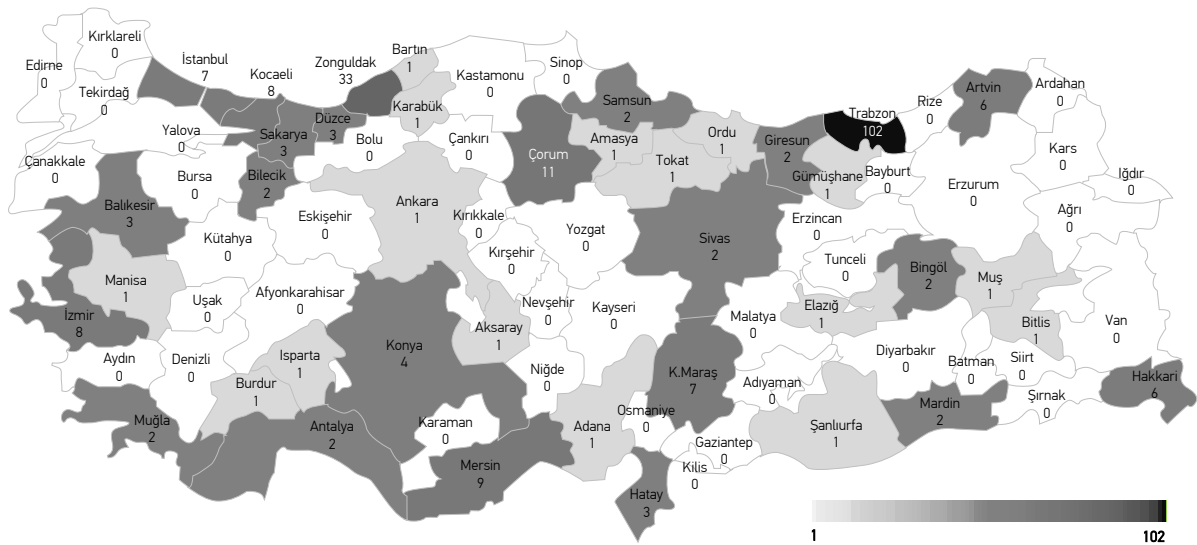 Kırklareli
0
Edirne
0
Tekirdağ
0
İstanbul
7
Kocaeli
8
Zonguldak
33
Bartın
1
Karabük
1
Kastamonu
0
Sinop
0
Samsun
2
Trabzon
102
Rize
0
Artvin
6
Ardahan
0
Yalova
0
Sakarya
3
Düzce
3
Bolu
0
Çankırı
0
Çorum
11
Amasya
1
Ordu
1
Tokat
1
Giresun
2
Gümüşhane
1
Bayburt
0
Kars
0
Iğdır
0
Çanakkale
0
Bursa
0
Bilecik
2
Balıkesir
3
Eskişehir
0
Ankara
1
Kırıkkale
0
Yozgat
0
Sivas
2
Erzincan
0
Erzurum
0
Ağrı
0
Kütahya
0
Kırşehir
0
Tunceli
0
Bingöl
2
Muş
1
Manisa
1
Uşak
0
Afyonkarahisar
0
Nevşehir
0
Kayseri
0
Malatya
0
Elazığ
1
Bitlis
1
Van
0
İzmir
8
Aksaray
1
Konya
4
Isparta
1
Aydın
0
Denizli
0
Burdur
1
Niğde
0
K.Maraş
7
Adıyaman
0
Diyarbakır
0
Batman
0
Siirt
0
Şırnak
0
Hakkari
6
Muğla
2
Antalya
2
Karaman
0
Mersin
9
Adana
1
Osmaniye
0
Gaziantep
0
Kilis
0
Hatay
3
Şanlıurfa
1
Mardin
2
1
102